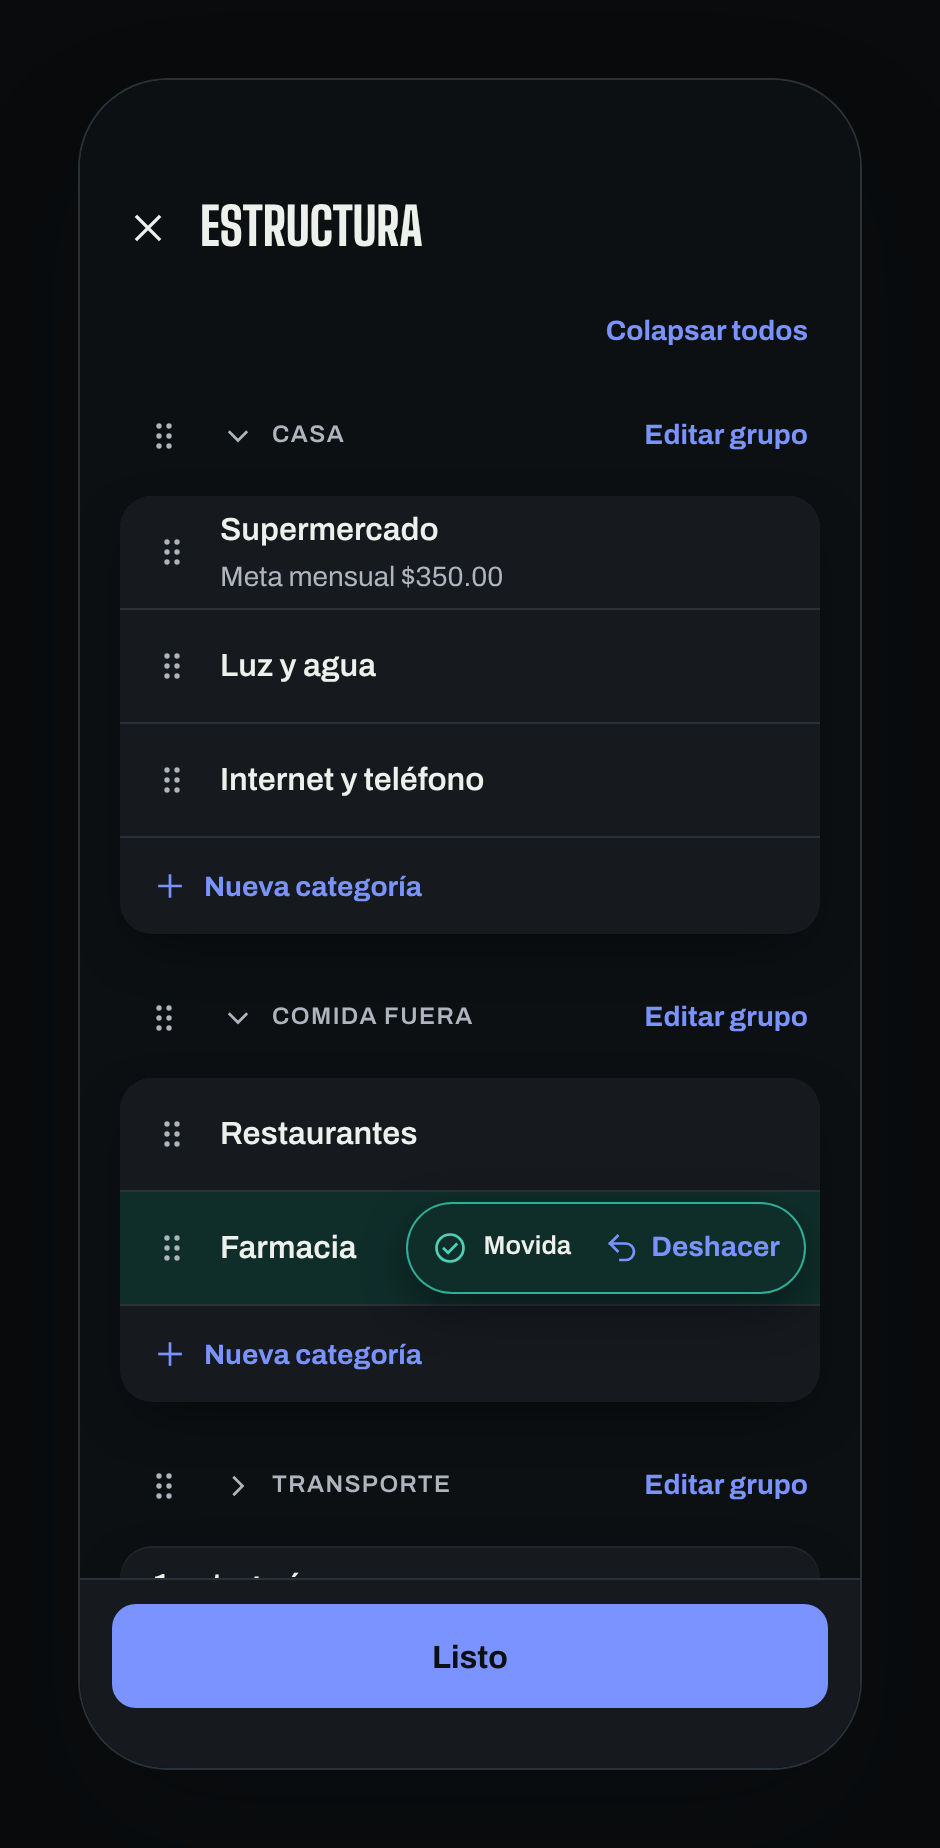 ESTRUCTURA
Colapsar todos
CASA Editar grupo
Supermercado
Meta mensual $350.00
Luz y agua
Internet y teléfono
Nueva categoría
COMIDA FUERA Editar grupo
Restaurantes
Farmacia Movida Deshacer
Nueva categoría
TRANSPORTE Editar grupo
Listo